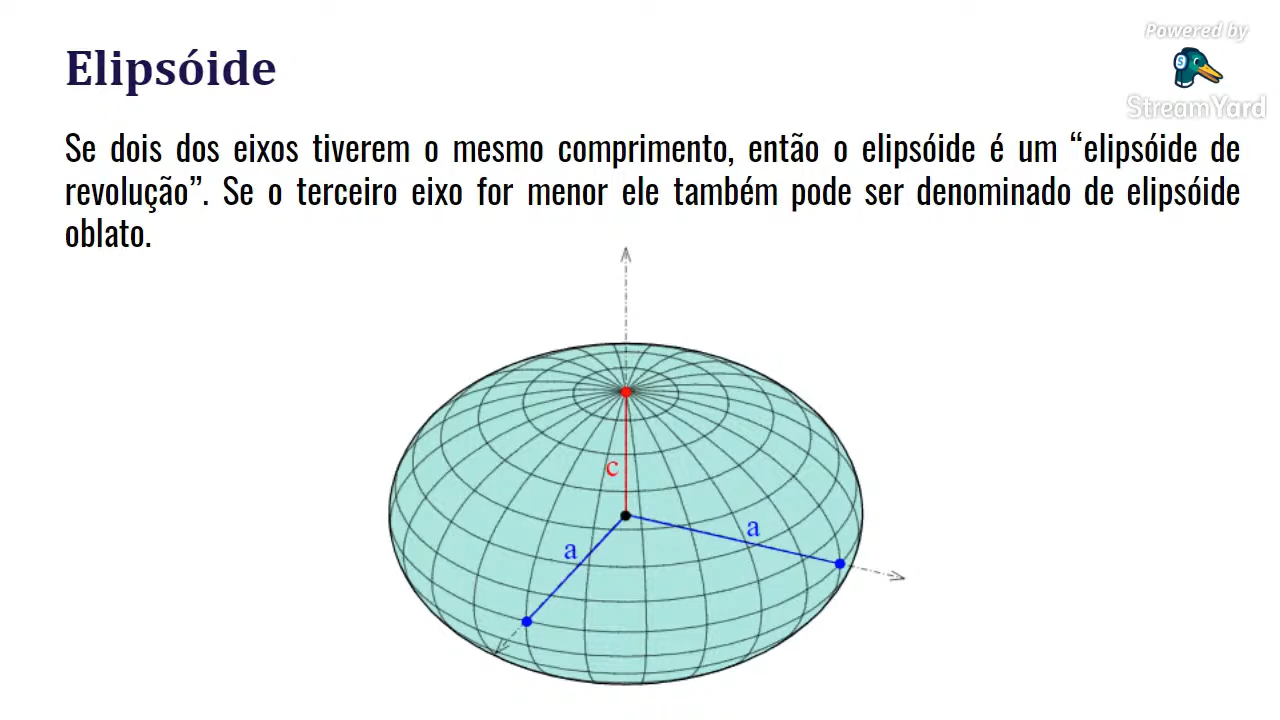 Elipsóide
Powered by
StreamYard
Se dois dos eixos tiverem o mesmo comprimento, então o elipsóide é um “elipsóide de
revolução”. Se o terceiro eixo for menor ele também pode ser denominado de elipsóide
oblato.
c
a
a